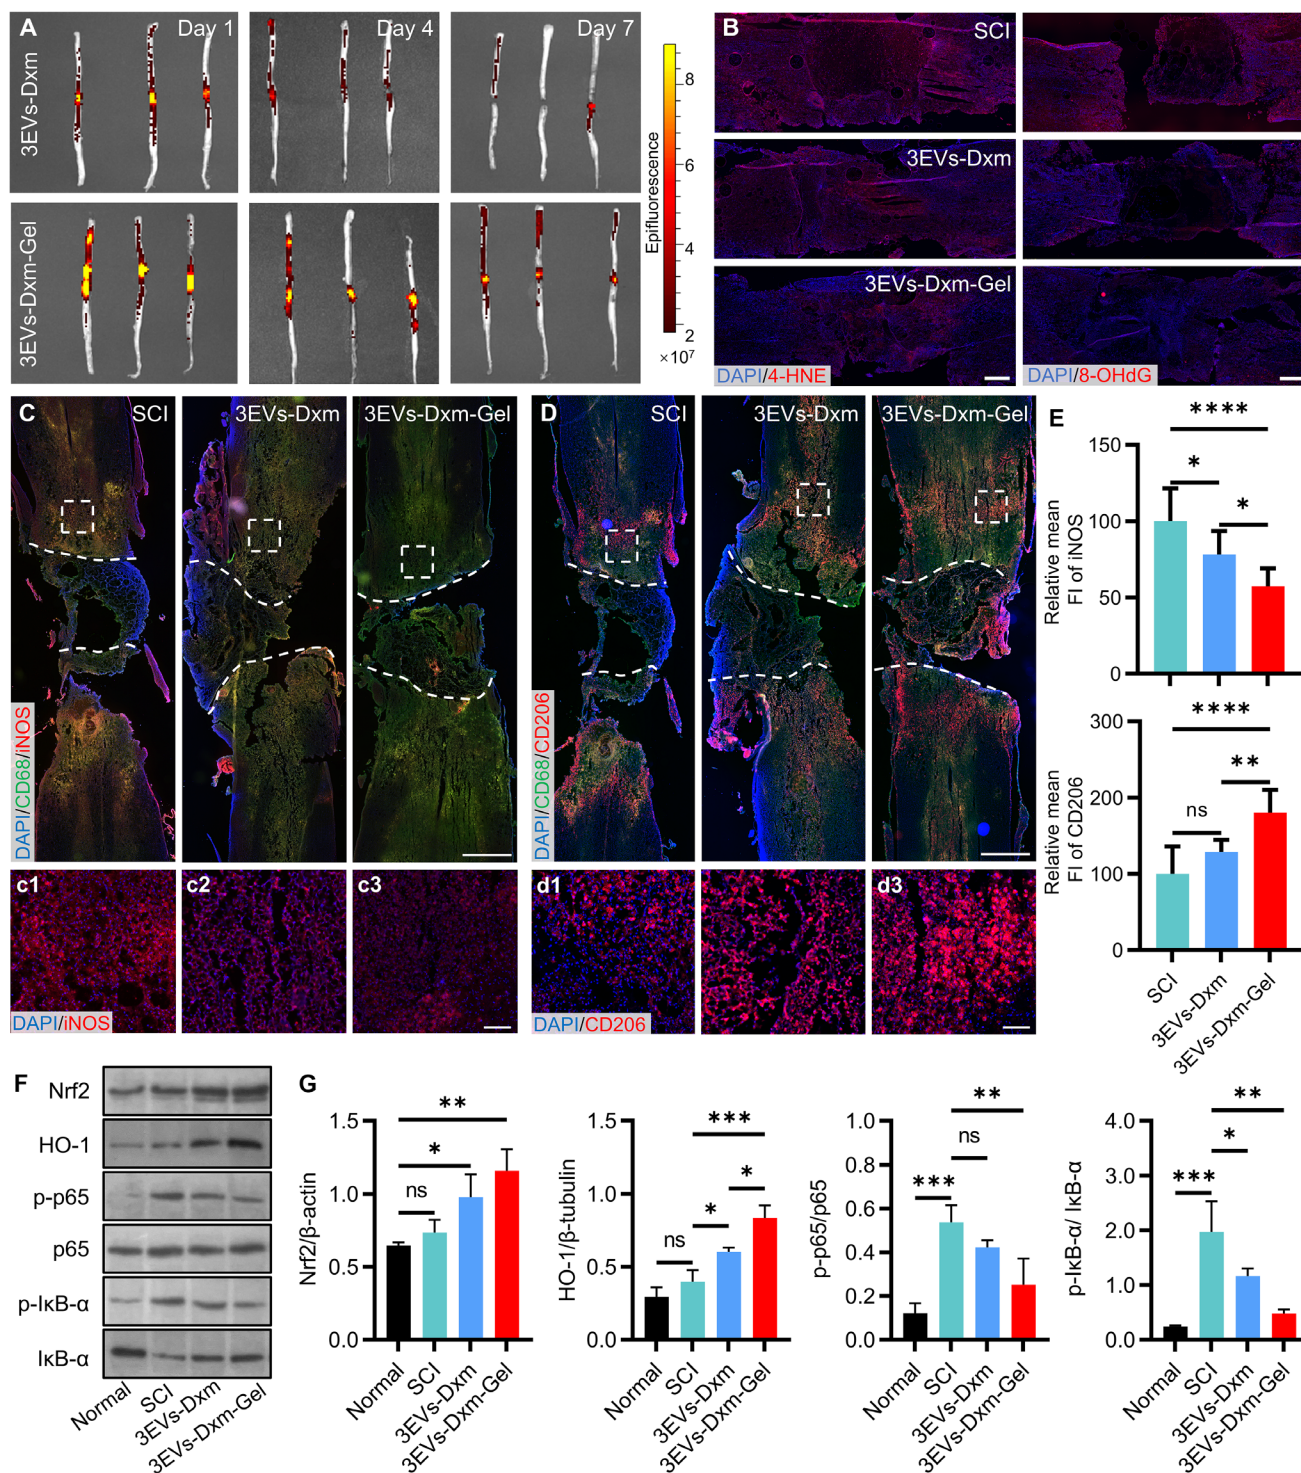 A
Day 1
Day 4
Day 7
3EVs-Dxm
3EVs-Dxm-Gel
8
6
4
2
×10⁷
Epifluorescence
B
SCI
3EVs-Dxm
3EVs-Dxm-Gel
DAPI/4-HNE
DAPI/8-OHdG
C
SCI
3EVs-Dxm
3EVs-Dxm-Gel
DAPI/CD68/iNOS
c1
c2
c3
DAPI/iNOS
D
SCI
3EVs-Dxm
3EVs-Dxm-Gel
DAPI/CD68/CD206
d1
d3
DAPI/CD206
E
Relative mean
FI of iNOS
150
100
50
0
****
*
*
Relative mean
FI of CD206
300
200
100
0
****
**
ns
SCI
3EVs-Dxm
3EVs-Dxm-Gel
F
Nrf2
HO-1
p-p65
p65
p-IκB-α
IκB-α
Normal
SCI
3EVs-Dxm
3EVs-Dxm-Gel
G
Nrf2/β-actin
1.5
1.0
0.5
0.0
**
*
ns
Normal
SCI
3EVs-Dxm
3EVs-Dxm-Gel
HO-1/β-tubulin
1.5
1.0
0.5
0.0
***
*
*
ns
Normal
SCI
3EVs-Dxm
3EVs-Dxm-Gel
p-p65/p65
1.0
0.8
0.6
0.4
0.2
0.0
**
ns
***
Normal
SCI
3EVs-Dxm
3EVs-Dxm-Gel
p-IκB-α/ IκB-α
4.0
3.0
2.0
1.0
0.0
**
*
***
Normal
SCI
3EVs-Dxm
3EVs-Dxm-Gel